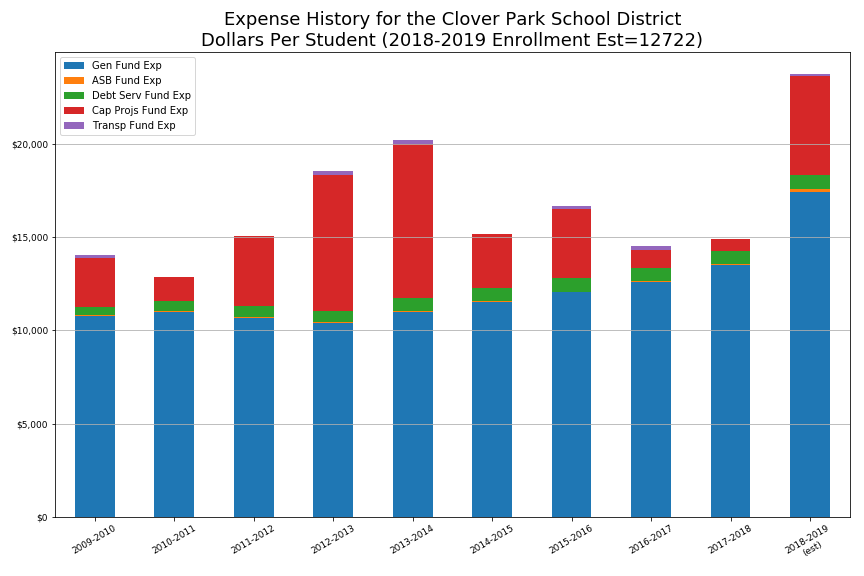 Expense History for the Clover Park School District
Dollars Per Student (2018-2019 Enrollment Est=12722)
Gen Fund Exp
ASB Fund Exp
Debt Serv Fund Exp
Cap Projs Fund Exp
Transp Fund Exp
$20,000
$15,000
$10,000
$5,000
$0
2009-2010
2010-2011
2011-2012
2012-2013
2013-2014
2014-2015
2015-2016
2016-2017
2017-2018
2018-2019
(est)